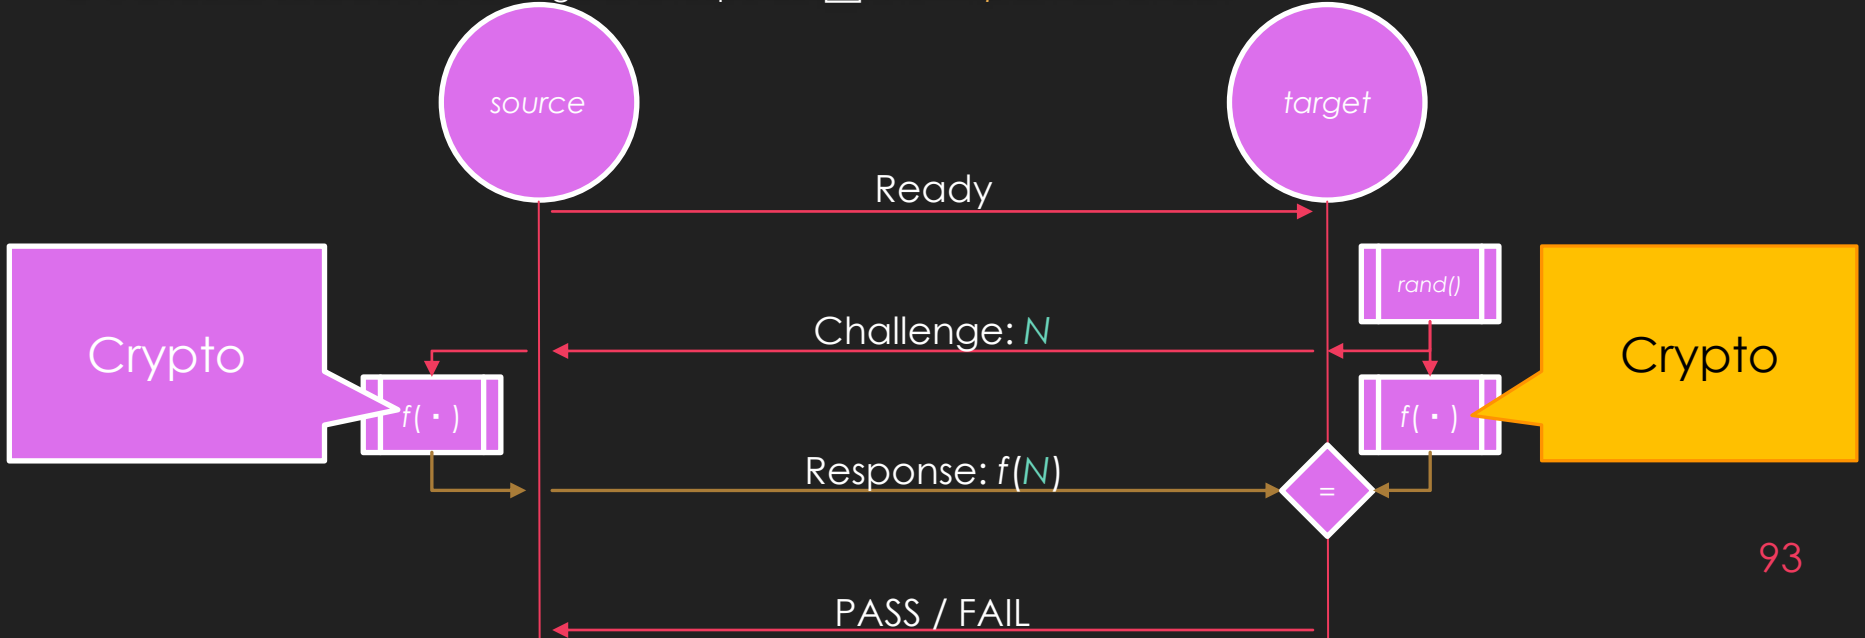 source
target
Ready
rand()
Crypto
Challenge: N
Crypto
f( · )
f( · )
Response: f(N)
=
93
PASS / FAIL